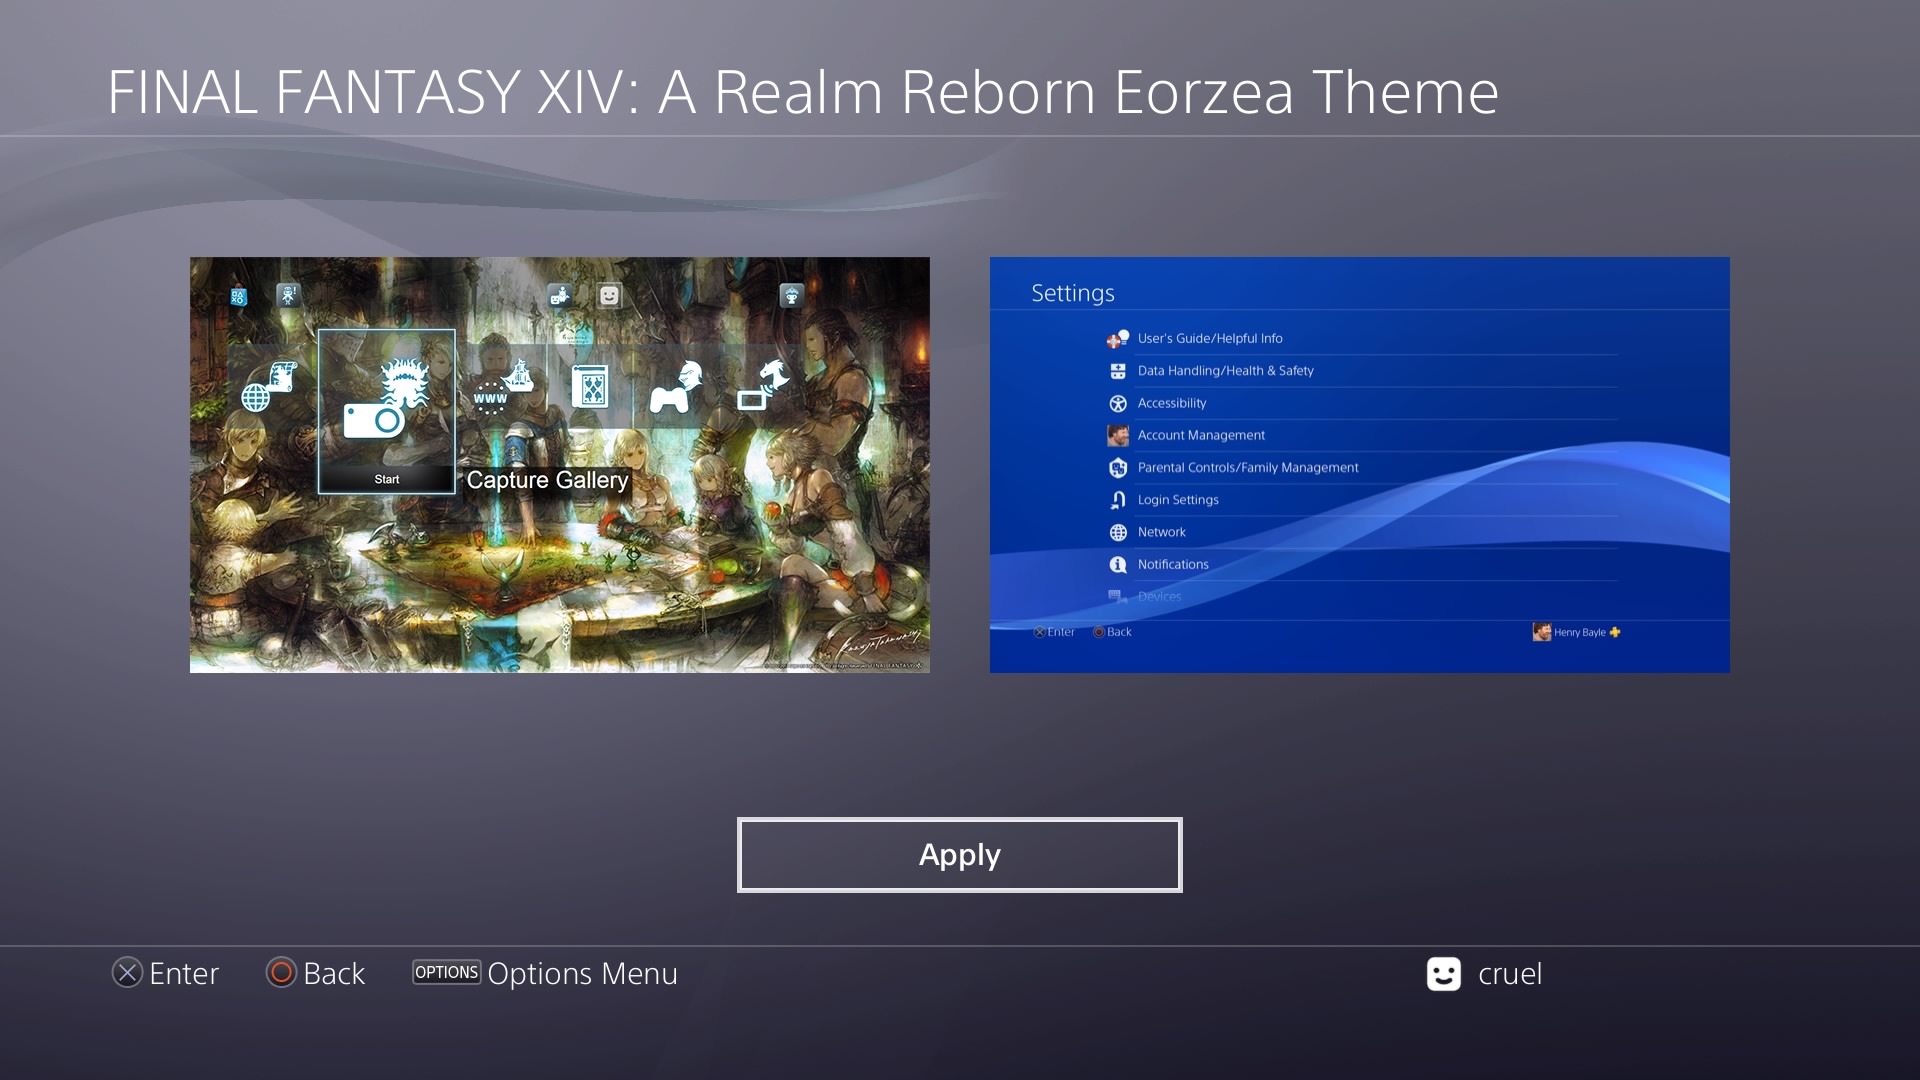 FINAL FANTASY XIV: A Realm Reborn Eorzea Theme
www
Start
Capture Gallery
Settings
User's Guide/Helpful Info
Data Handling/Health & Safety
Accessibility
Account Management
Parental Controls/Family Management
Login Settings
Network
Notifications
Devices
Enter Back Henry Bayle
Apply
Enter Back OPTIONS Options Menu cruel